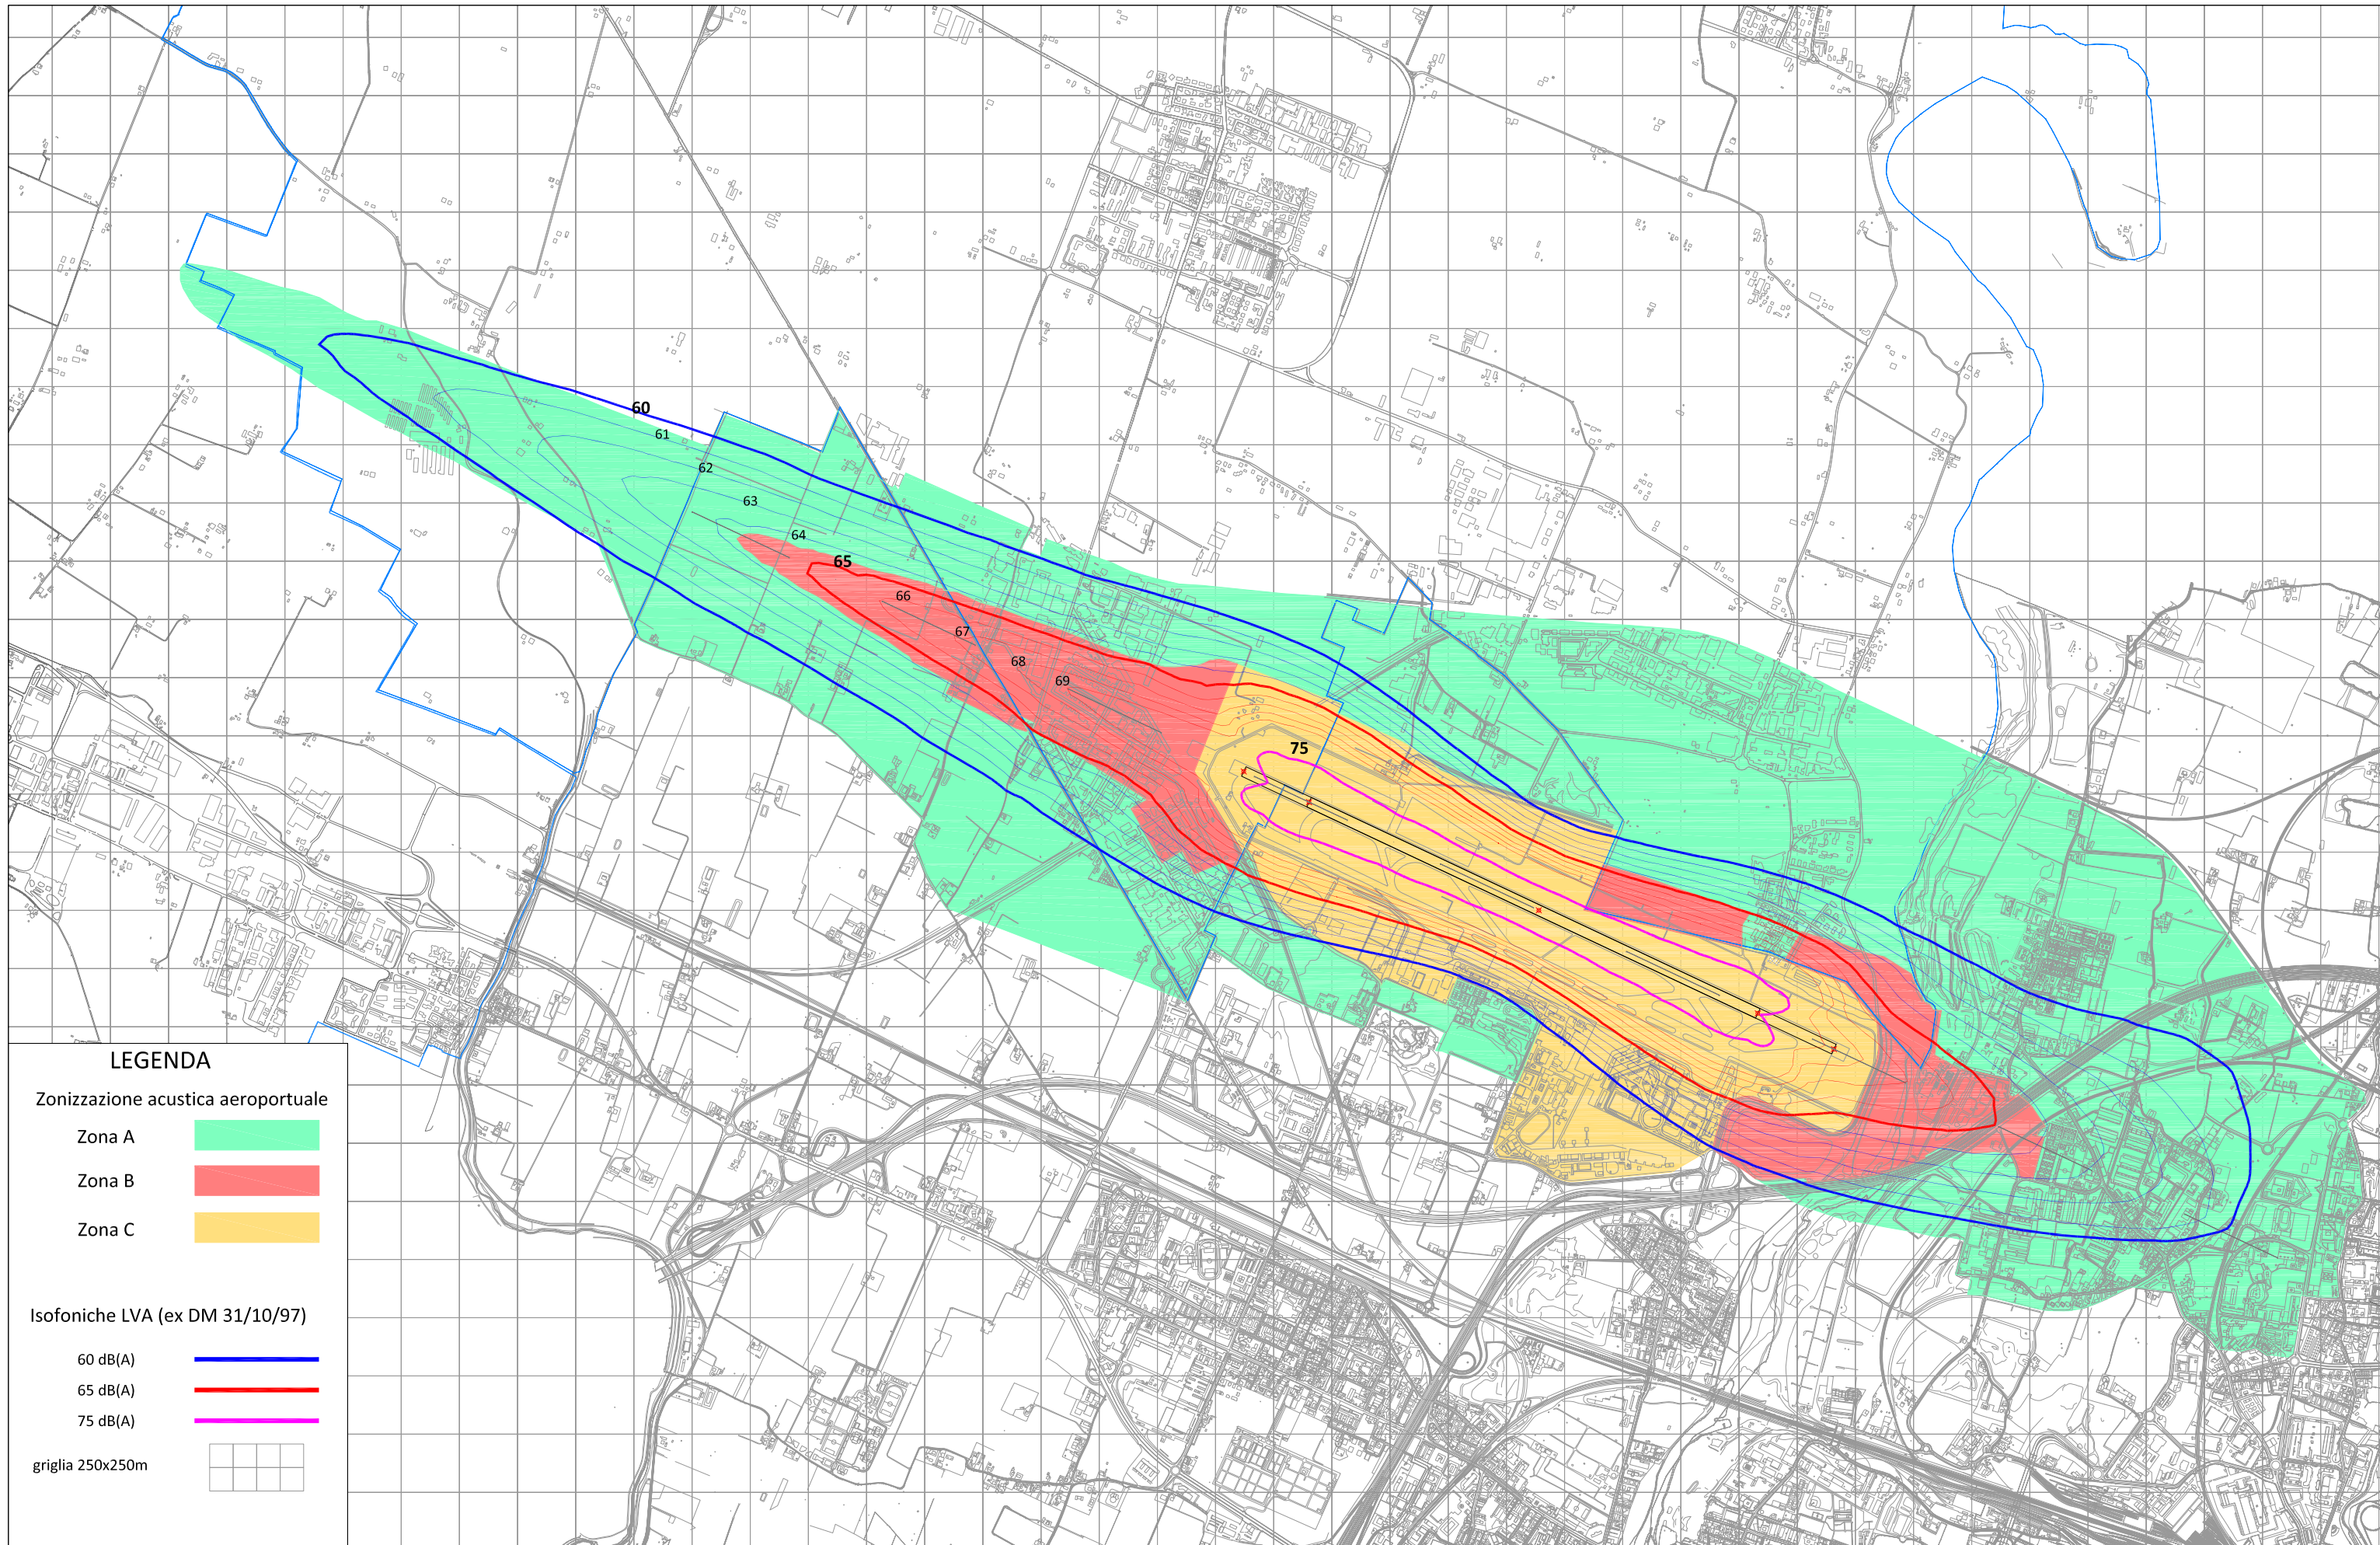 60
61
62
63
64
65
66
67
68
69
75
LEGENDA
Zonizzazione acustica aeroportuale
Zona A
Zona B
Zona C
Isofoniche LVA (ex DM 31/10/97)
60 dB(A)
65 dB(A)
75 dB(A)
griglia 250x250m